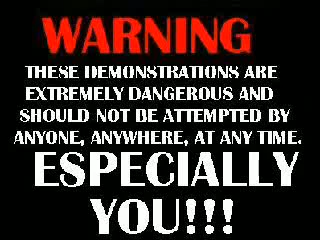 WARNING
THESE DEMONSTRATIONS ARE
EXTREMELY DANGEROUS AND
SHOULD NOT BE ATTEMPTED BY
ANYONE, ANYWHERE, AT ANY TIME.
ESPECIALLY
YOU!!!